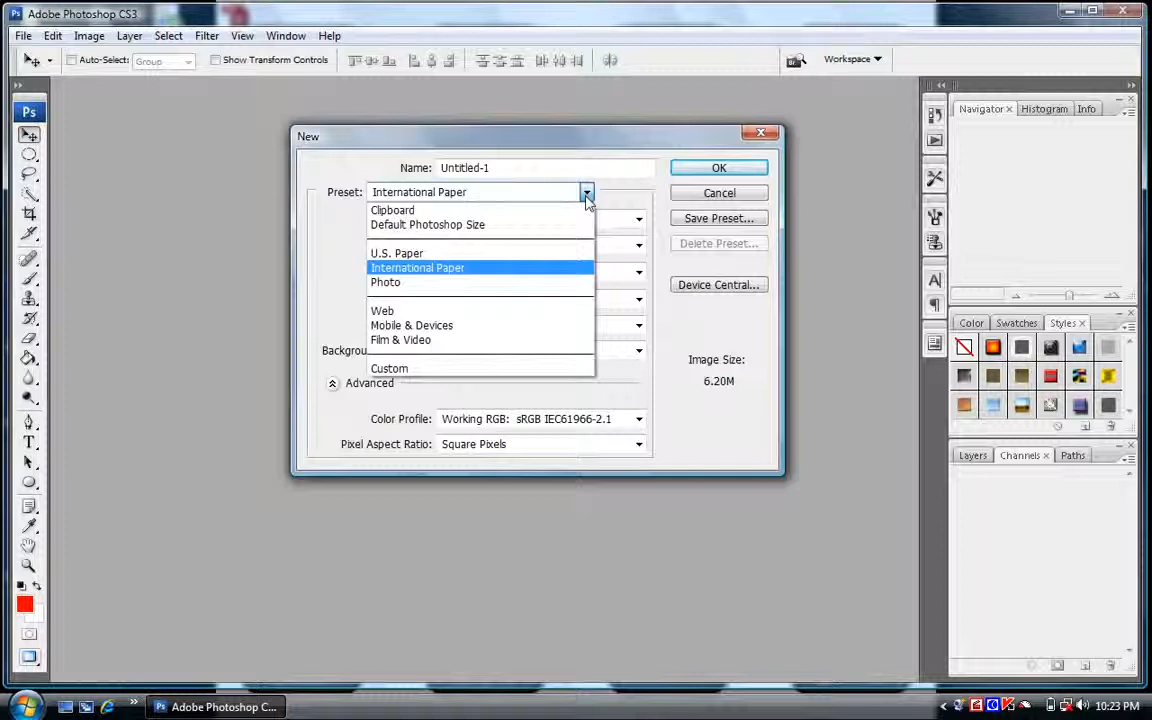 Adobe Photoshop CS3
File Edit Image Layer Select Filter View Window Help
Auto-Select: Group Show Transform Controls Workspace
Ps
Navigator Histogram Info
New
Name: Untitled-1 OK
Preset: International Paper Cancel
Clipboard
Default Photoshop Size Save Preset...
U.S. Paper Delete Preset...
International Paper
Photo Device Central...
Web
Mobile & Devices
Film & Video
Backgrou
Image Size:
Custom 6.20M
Advanced
Color Profile: Working RGB: sRGB IEC61966-2.1
Pixel Aspect Ratio: Square Pixels
Color Swatches Styles
Layers Channels Paths
A
T
Adobe Photoshop C... 10:23 PM